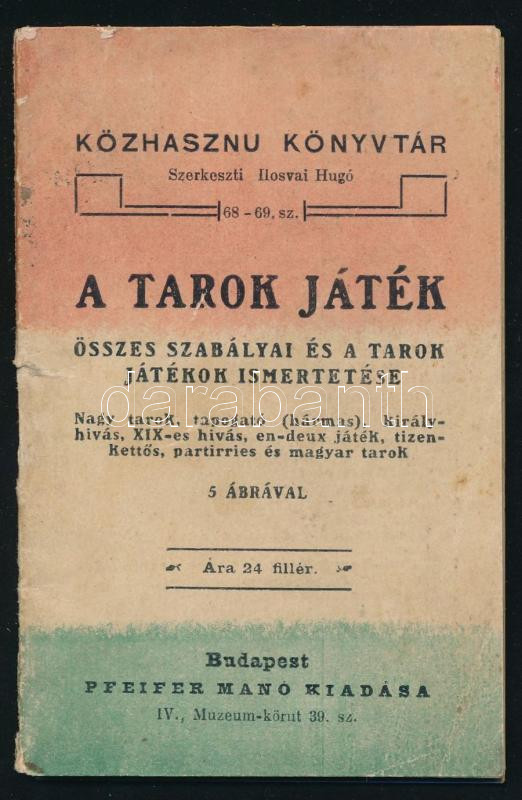 KÖZHASZNU KÖNYVTÁR
Szerkeszti Ilosvai Hugó
68-69. sz.
A TAROK JÁTÉK
ÖSSZES SZABÁLYAI ÉS A TAROK
JÁTÉKOK ISMERTETÉSE
darabanth
Nagy tarok, tapogató (hármas), király-
hivás, XIX-es hivás, en-deux játék, tizen-
kettős, partirries és magyar tarok
5 ÁBRÁVAL
Ára 24 fillér.
Budapest
PFEIFER MANÓ KIADÁSA
IV., Muzeum-körut 39. sz.